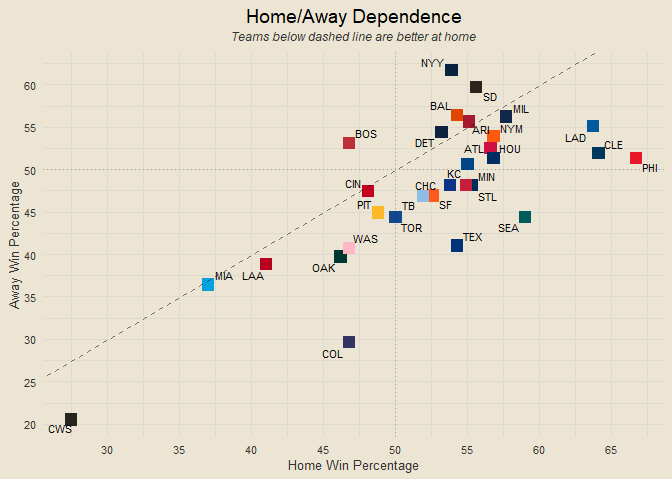 Home/Away Dependence
Teams below dashed line are better at home
Away Win Percentage
60
55
50
45
40
35
30
25
20
NYY
SD
BAL
MIL
ARI
NYM
LAD
BOS
DET
ATL
HOU
CLE
PHI
KC
MIN
CIN
CHC
STL
PIT
TB
SF
TOR
SEA
WAS
TEX
OAK
MIA
LAA
COL
CWS
30
35
40
45
50
55
60
65
Home Win Percentage